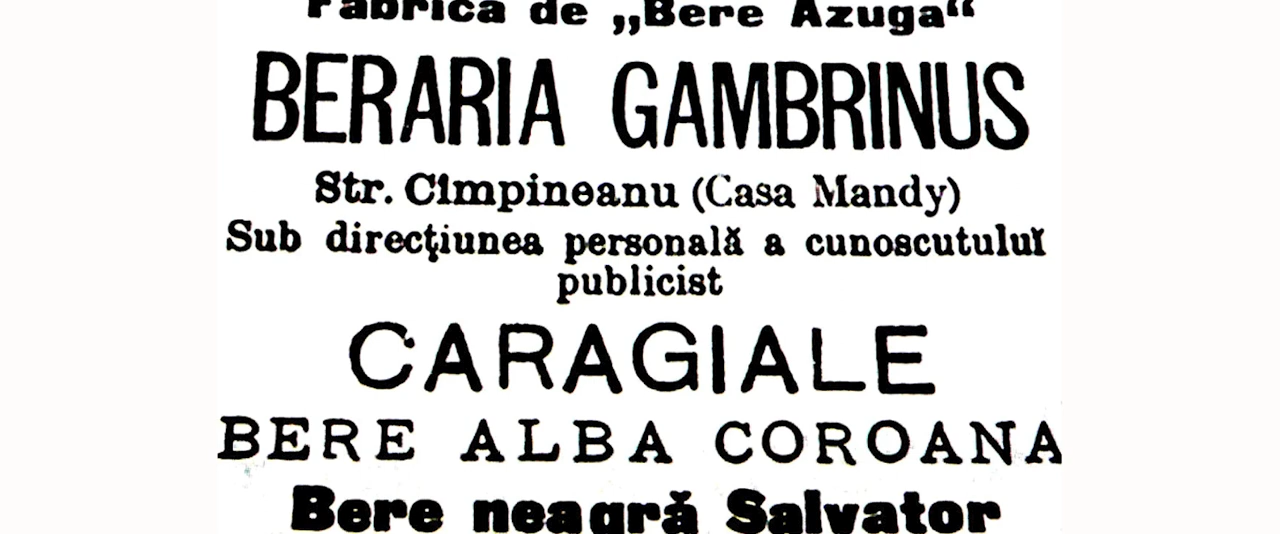 Fabrica de „Bere Azuga“
BERARIA GAMBRINUS
Str. Cîmpineanu (Casa Mandy)
Sub direcţiunea personală a cunoscutuluĭ
publicist
CARAGIALE
BERE ALBA COROANA
Bere neagră Salvator